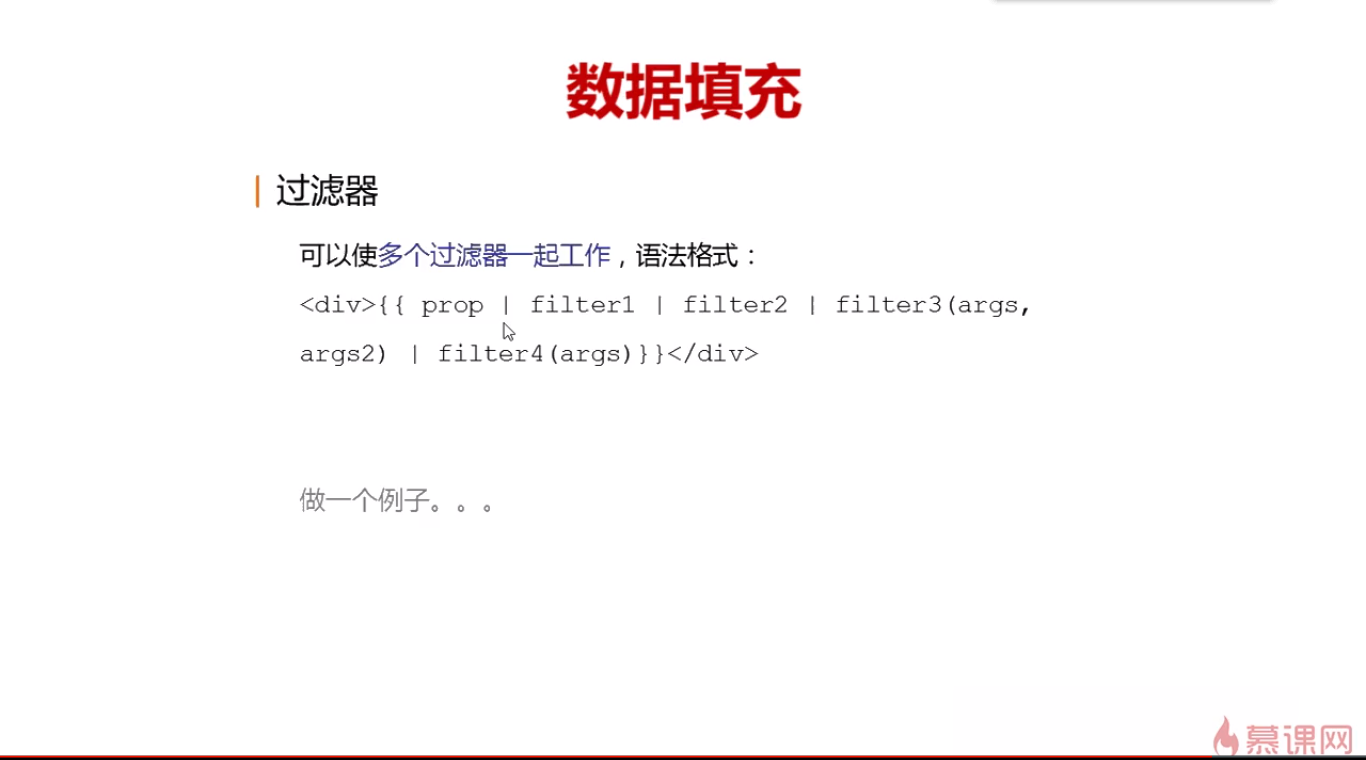 数据填充
过滤器
可以使多个过滤器一起工作，语法格式：
<div>{{ prop | filter1 | filter2 | filter3(args,
args2) | filter4(args)}}</div>
做一个例子。。。
慕课网